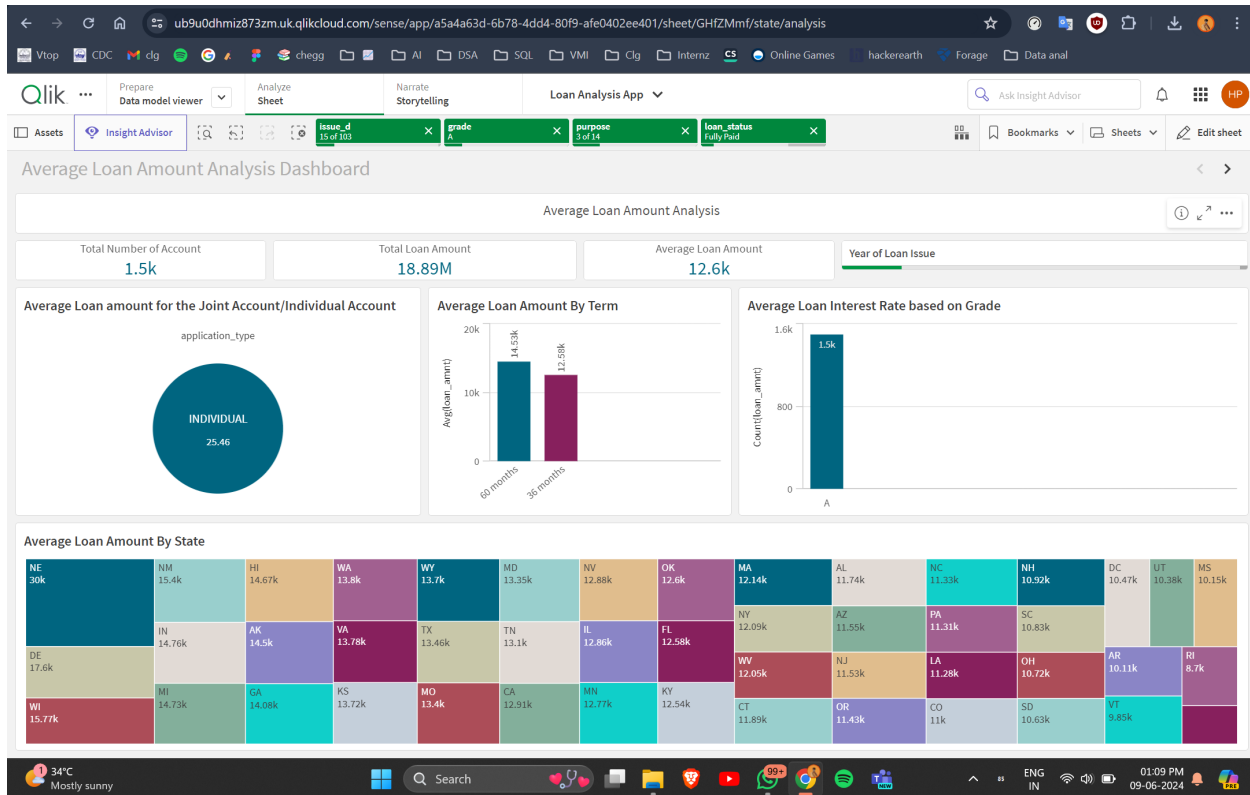 ub9u0dhmiz873zm.uk.qlikcloud.com/sense/app/a5a4a63d-6b78-4dd4-80f9-afe0402ee401/sheet/GHfZMmf/state/analysis
Vtop CDC clg chegg AI DSA SQL VMI Clg Internz CS Online Games hackerearth Forage Data anal
Qlik
Prepare
Data model viewer
Analyze
Sheet
Narrate
Storytelling
Loan Analysis App
Ask Insight Advisor
HP
Assets
Insight Advisor
issue_d
15 of 103
grade
A
purpose
3 of 14
loan_status
Fully Paid
Bookmarks
Sheets
Edit sheet
Average Loan Amount Analysis Dashboard
Average Loan Amount Analysis
Total Number of Account
1.5k
Total Loan Amount
18.89M
Average Loan Amount
12.6k
Year of Loan Issue
Average Loan amount for the Joint Account/Individual Account
application_type
INDIVIDUAL
25.46
Average Loan Amount By Term
Avg(loan_amnt)
20k
10k
0
14.53k
12.58k
60 months
36 months
Average Loan Interest Rate based on Grade
Count(loan_amnt)
1.6k
800
0
1.5k
A
Average Loan Amount By State
NE
30k
DE
17.6k
WI
15.77k
NM
15.4k
IN
14.76k
MI
14.73k
HI
14.67k
AK
14.5k
GA
14.08k
WA
13.8k
VA
13.78k
KS
13.72k
WY
13.7k
TX
13.46k
MO
13.4k
MD
13.35k
TN
13.1k
CA
12.91k
NV
12.88k
IL
12.86k
MN
12.77k
OK
12.6k
FL
12.58k
KY
12.54k
MA
12.14k
NY
12.09k
WV
12.05k
CT
11.89k
AL
11.74k
AZ
11.55k
NJ
11.53k
OR
11.43k
NC
11.33k
PA
11.31k
LA
11.28k
CO
11k
NH
10.92k
SC
10.83k
OH
10.72k
SD
10.63k
DC
10.47k
UT
10.38k
MS
10.15k
AR
10.11k
VT
9.85k
RI
8.7k
1
34°C
Mostly sunny
Search
99+
NEW
ENG
IN
01:09 PM
09-06-2024
PRE